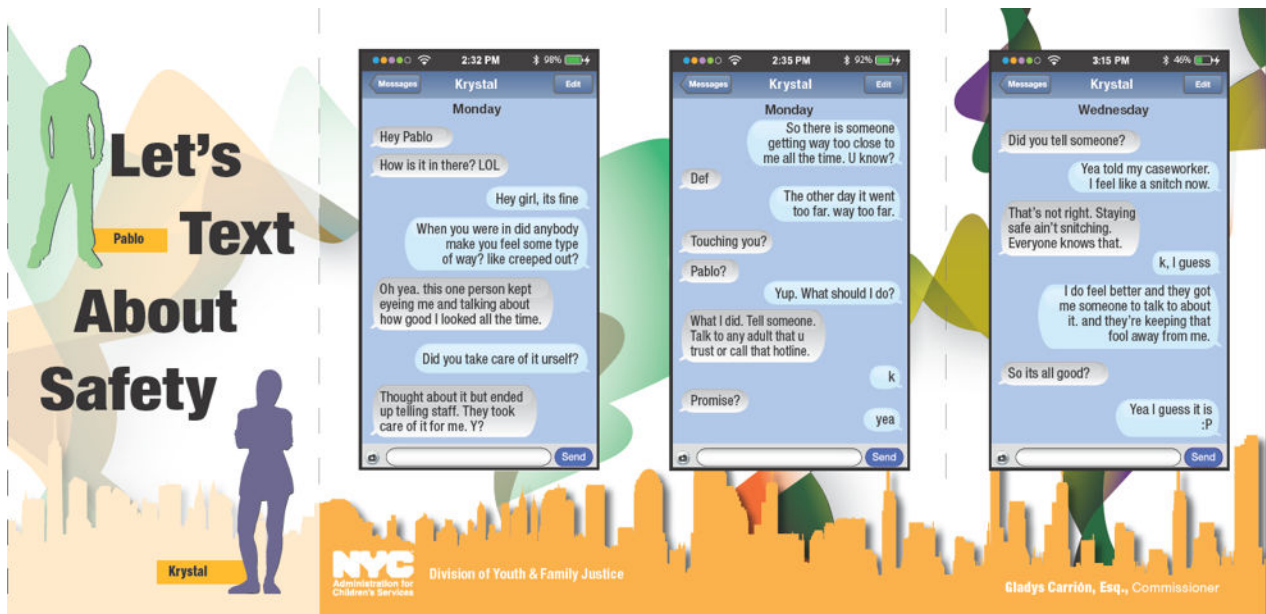 Let's
Text
About
Safety
Pablo
Krystal
2:32 PM
98%
Messages
Krystal
Edit
Monday
Hey Pablo
How is it in there? LOL
Hey girl, its fine
When you were in did anybody
make you feel some type
of way? like creeped out?
Oh yea. this one person kept
eyeing me and talking about
how good I looked all the time.
Did you take care of it urself?
Thought about it but ended
up telling staff. They took
care of it for me. Y?
Send
2:35 PM
92%
Messages
Krystal
Edit
Monday
So there is someone
getting way too close to
me all the time. U know?
Def
The other day it went
too far. way too far.
Touching you?
Pablo?
Yup. What should I do?
What I did. Tell someone.
Talk to any adult that u
trust or call that hotline.
k
Promise?
yea
Send
3:15 PM
46%
Messages
Krystal
Edit
Wednesday
Did you tell someone?
Yea told my caseworker.
I feel like a snitch now.
That's not right. Staying
safe ain't snitching.
Everyone knows that.
k, I guess
I do feel better and they got
me someone to talk to about
it. and they're keeping that
fool away from me.
So its all good?
Yea I guess it is
:P
Send
NYC
Administration for
Children's Services
Division of Youth & Family Justice
Gladys Carrión, Esq., Commissioner